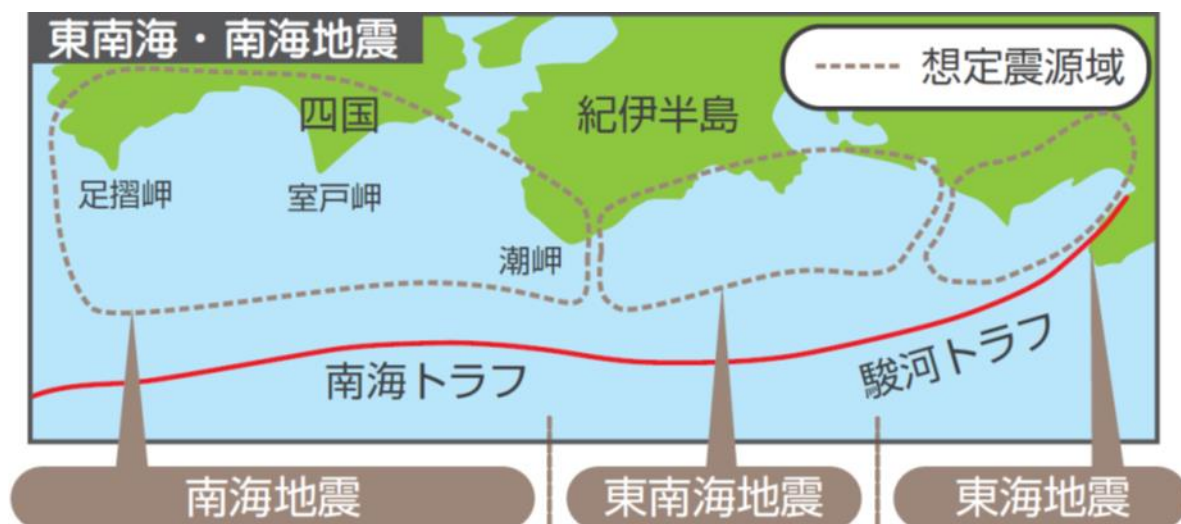 東南海・南海地震
想定震源域
四国
紀伊半島
足摺岬
室戸岬
潮岬
南海トラフ
駿河トラフ
南海地震
東南海地震
東海地震